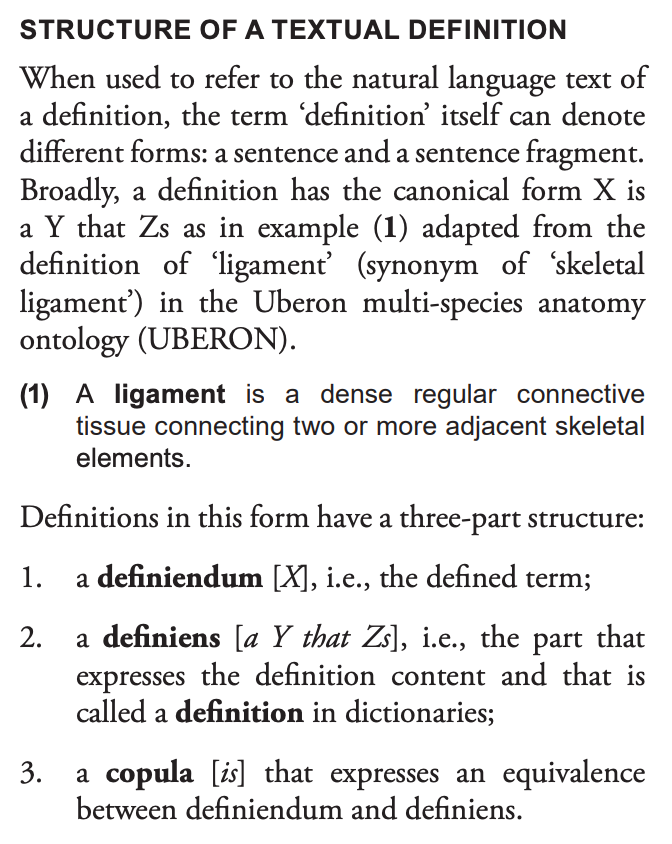 STRUCTURE OF A TEXTUAL DEFINITION
When used to refer to the natural language text of
a definition, the term ‘definition’ itself can denote
different forms: a sentence and a sentence fragment.
Broadly, a definition has the canonical form X is
a Y that Zs as in example (1) adapted from the
definition of ‘ligament’ (synonym of ‘skeletal
ligament’) in the Uberon multi-species anatomy
ontology (UBERON).
(1) A ligament is a dense regular connective
tissue connecting two or more adjacent skeletal
elements.
Definitions in this form have a three-part structure:
1. a definiendum [X], i.e., the defined term;
2. a definiens [a Y that Zs], i.e., the part that
expresses the definition content and that is
called a definition in dictionaries;
3. a copula [is] that expresses an equivalence
between definiendum and definiens.